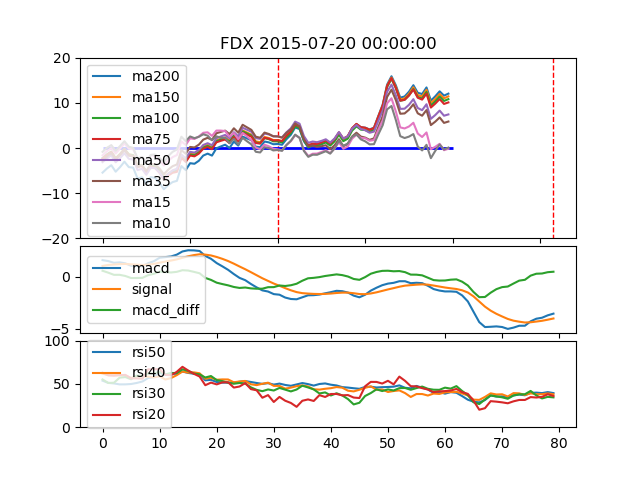 FDX 2015-07-20 00:00:00
20
10
0
−10
−20
ma200
ma150
ma100
ma75
ma50
ma35
ma15
ma10
0
−5
macd
signal
macd_diff
100
50
0
rsi50
rsi40
rsi30
rsi20
0 10 20 30 40 50 60 70 80